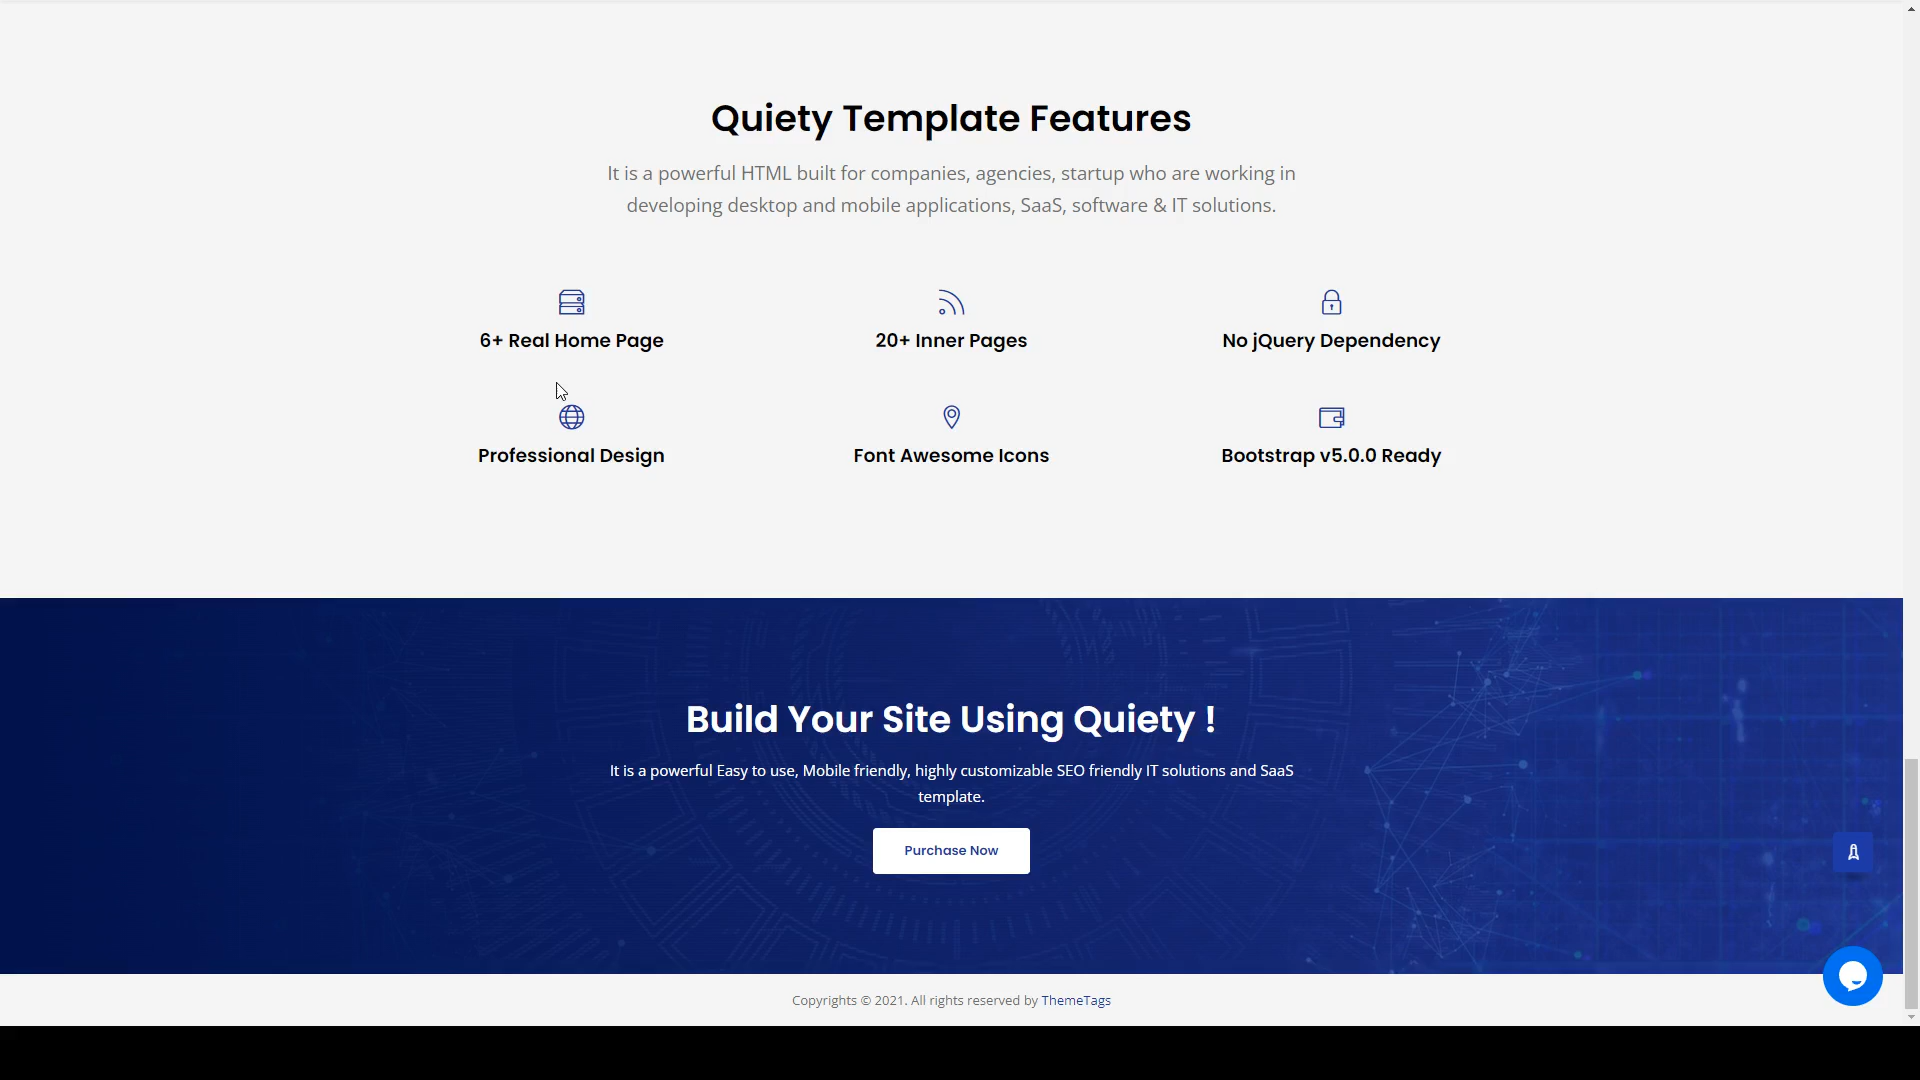 Quiety Template Features
It is a powerful HTML built for companies, agencies, startup who are working in
developing desktop and mobile applications, SaaS, software & IT solutions.
6+ Real Home Page
20+ Inner Pages
No jQuery Dependency
Professional Design
Font Awesome Icons
Bootstrap v5.0.0 Ready
Build Your Site Using Quiety !
It is a powerful Easy to use, Mobile friendly, highly customizable SEO friendly IT solutions and SaaS
template.
Purchase Now
Copyrights © 2021. All rights reserved by ThemeTags